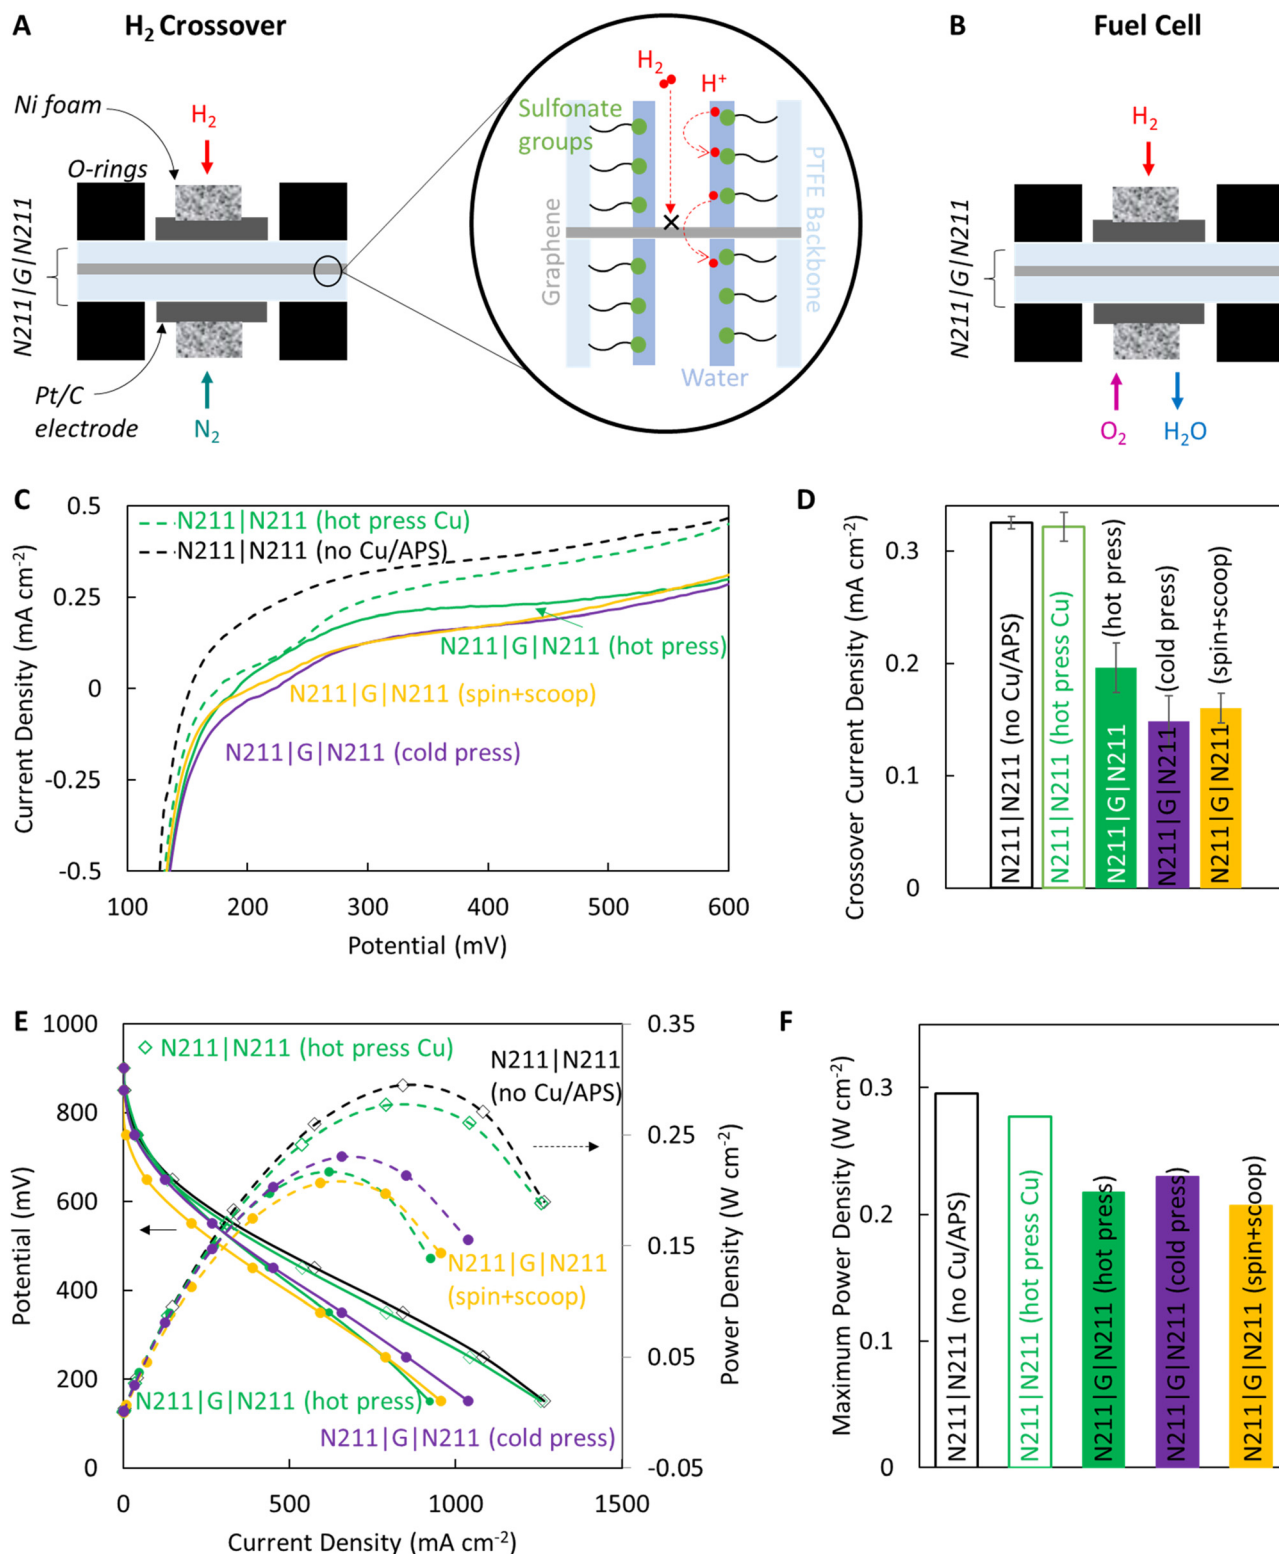 A
H2 Crossover
Ni foam
H2
O-rings
N211|G|N211
Pt/C
electrode
N2
H2
H+
Sulfonate
groups
Graphene
PTFE Backbone
Water
B
Fuel Cell
H2
N211|G|N211
O2
H2O
C
Current Density (mA cm-2)
0.5
0.25
0
-0.25
-0.5
N211|N211 (hot press Cu)
N211|N211 (no Cu/APS)
N211|G|N211
(hot press)
N211|G|N211 (spin+scoop)
N211|G|N211 (cold press)
100
200
300
400
500
600
Potential (mV)
D
Crossover Current Density (mA cm-2)
0.3
0.2
0.1
0
N211|N211 (no Cu/APS)
N211|N211 (hot press Cu)
N211|G|N211 (hot press)
N211|G|N211 (cold press)
N211|G|N211 (spin+scoop)
E
Potential (mV)
1000
800
600
400
200
0
N211|N211 (hot press Cu)
N211|N211
(no Cu/APS)
N211|G|N211
(spin+scoop)
N211|G|N211 (hot press)
N211|G|N211 (cold press)
0.35
0.25
0.15
0.05
-0.05
Power Density (W cm-2)
0
500
1000
1500
Current Density (mA cm-2)
F
Maximum Power Density (W cm-2)
0.3
0.2
0.1
0
N211|N211 (no Cu/APS)
N211|N211 (hot press Cu)
N211|G|N211 (hot press)
N211|G|N211 (cold press)
N211|G|N211 (spin+scoop)